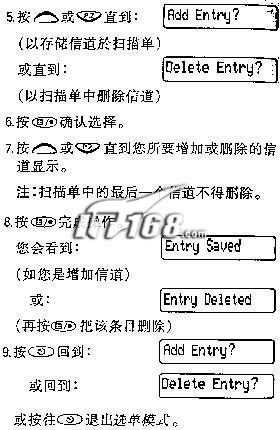 5.按 或 直到: Add Entry?
(以存储信道於扫描单)
或直到: Delete Entry?
(以扫描单中删除信道)
6.按 确认选择。
7.按 或 直到您所要增加或删除的信
道显示。
注:扫描单中的最后一个信道不得删除。
8.按 完成操作
IT168.com
您会看到: Entry Saved
(如您是增加信道)
或: Entry Deleted
(再按 把该条目删除)
9.按 回到: Add Entry?
或回到: Delete Entry?
或按住 退出选单模式。